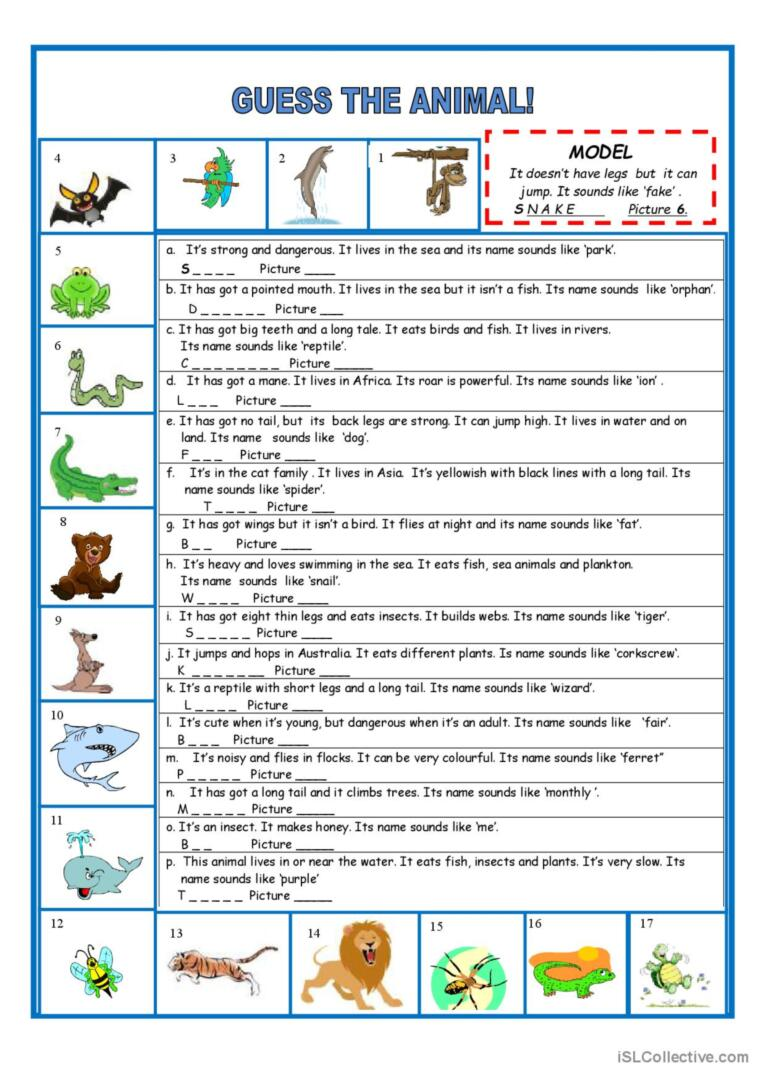 GUESS THE ANIMAL!
4
3
2
1
MODEL
It doesn't have legs but it can
jump. It sounds like 'fake' .
S N A K E ____ Picture 6.
5
6
7
8
9
10
11
a. It's strong and dangerous. It lives in the sea and its name sounds like 'park'.
S _ _ _ _ Picture ____
b. It has got a pointed mouth. It lives in the sea but it isn't a fish. Its name sounds like 'orphan'.
D _ _ _ _ _ _ Picture ___
c. It has got big teeth and a long tale. It eats birds and fish. It lives in rivers.
Its name sounds like 'reptile'.
C _ _ _ _ _ _ _ _ Picture _____
d. It has got a mane. It lives in Africa. Its roar is powerful. Its name sounds like 'ion' .
L _ _ _ Picture ____
e. It has got no tail, but its back legs are strong. It can jump high. It lives in water and on
land. Its name sounds like 'dog'.
F _ _ _ Picture ____
f. It's in the cat family . It lives in Asia. It's yellowish with black lines with a long tail. Its
name sounds like 'spider'.
T _ _ _ _ Picture ___
g. It has got wings but it isn't a bird. It flies at night and its name sounds like 'fat'.
B _ _ Picture ____
h. It's heavy and loves swimming in the sea. It eats fish, sea animals and plankton.
Its name sounds like 'snail'.
W _ _ _ _ Picture ____
i. It has got eight thin legs and eats insects. It builds webs. Its name sounds like 'tiger'.
S _ _ _ _ _ Picture ____
j. It jumps and hops in Australia. It eats different plants. Is name sounds like 'corkscrew'.
K _ _ _ _ _ _ _ Picture ____
k. It's a reptile with short legs and a long tail. Its name sounds like 'wizard'.
L _ _ _ _ Picture ____
l. It's cute when it's young, but dangerous when it's an adult. Its name sounds like 'fair'.
B _ _ _ Picture ____
m. It's noisy and flies in flocks. It can be very colourful. Its name sounds like 'ferret"
P _ _ _ _ _ Picture ____
n. It has got a long tail and it climbs trees. Its name sounds like 'monthly '.
M _ _ _ _ _ Picture ____
o. It's an insect. It makes honey. Its name sounds like 'me'.
B _ _ Picture ____
p. This animal lives in or near the water. It eats fish, insects and plants. It's very slow. Its
name sounds like 'purple'
T _ _ _ _ _ Picture ____
12
13
14
15
16
17
iSLCollective.com